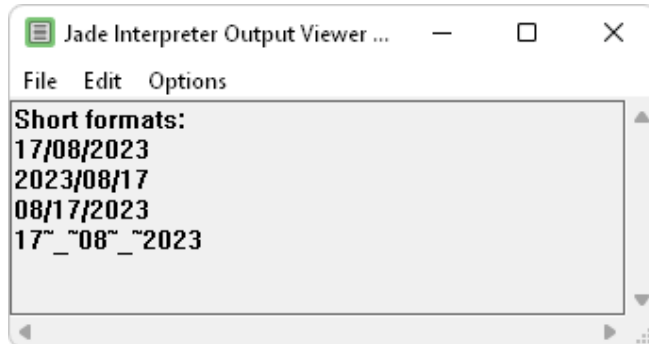 Jade Interpreter Output Viewer ...
File Edit Options
Short formats:
17/08/2023
2023/08/17
08/17/2023
17~_~08~_~2023